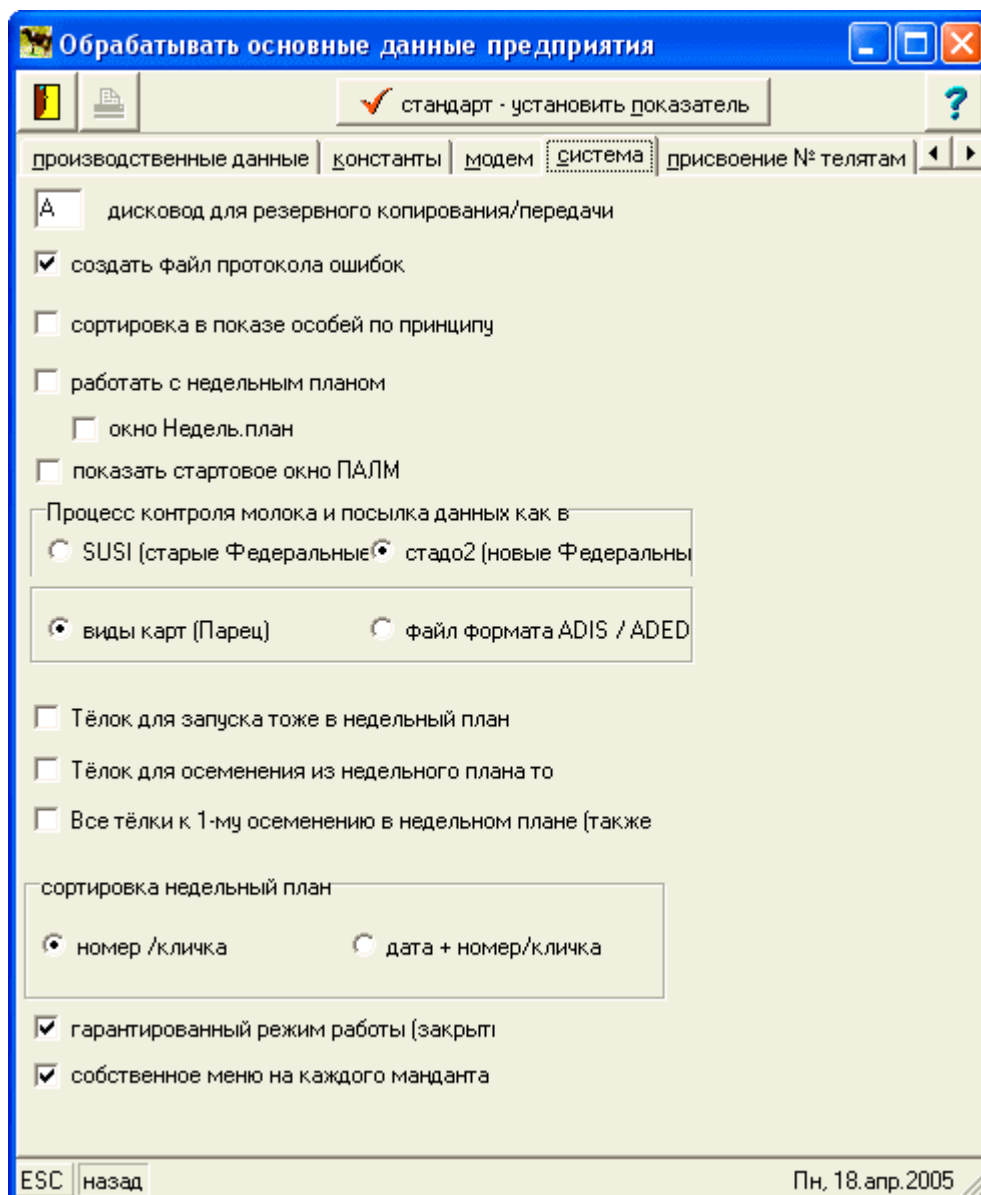 Обрабатывать основные данные предприятия
стандарт - установить показатель ?
производственные данные константы модем система присвоение № телятам
A дисковод для резервного копирования/передачи
создать файл протокола ошибок
сортировка в показе особей по принципу
работать с недельным планом
окно Недель.план
показать стартовое окно ПАЛМ
Процесс контроля молока и посылка данных как в
SUSI (старые Федеральные стадо2 (новые Федеральны
виды карт (Парец) файл формата ADIS / ADED
Тёлок для запуска тоже в недельный план
Тёлок для осеменения из недельного плана то
Все тёлки к 1-му осеменению в недельном плане (также
сортировка недельный план
номер /кличка дата + номер/кличка
гарантированный режим работы (закрыті
собственное меню на каждого манданта
ESC назад Пн, 18.апр.2005